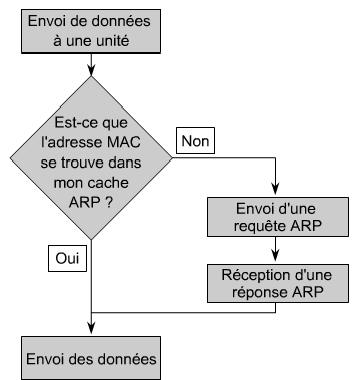 Envoi de données
à une unité
Est-ce que
l'adresse MAC
se trouve dans
mon cache
ARP ?
Non
Envoi d'une
requête ARP
Oui
Réception d'une
réponse ARP
Envoi des données